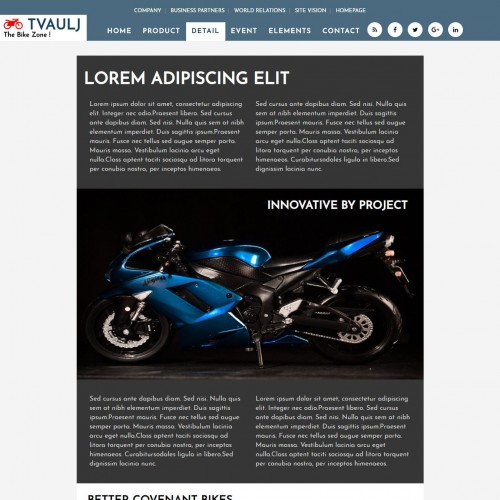 COMPANY | BUSINESS PARTNERS | WORLD RELATIONS | SITE VISION | HOMEPAGE
TVAULJ
The Bike Zone !
HOME PRODUCT DETAIL EVENT ELEMENTS CONTACT
LOREM ADIPISCING ELIT
Lorem ipsum dolor sit amet, consectetur adipiscing
elit nec odio.Praesent libero. Sed cursus
ante dapibus diam. Sed nisi. Nulla quis
sem at nibh elementum
imperdiet. Duis sagittis ipsum.Praesent mauris.
Fusce nec tellus sed augue semper porta.
Mauris massa. Vestibulum lacinia arcu eget
nulla.Class aptent taciti sociosqu ad litora torquent
per conubia nostra, per inceptos himenaeos.
Sed cursus ante dapibus diam. Sed nisi. Nulla
quis sem at nibh elementum imperdiet. Duis
sagittis ipsum.Praesent mauris. Fusce nec tellus
sed augue semper porta. Mauris massa.
Vestibulum lacinia arcu eget
nulla.Class aptent taciti sociosqu ad
litora torquent per conubia nostra, per inceptos
himenaeos. Curabitursodales ligula in libero.Sed
dignissim lacinia nunc.
INNOVATIVE BY PROJECT
Sed cursus ante dapibus diam. Sed nisi. Nulla quis
sem at nibh elementum imperdiet. Duis sagittis
ipsum.Praesent mauris. Fusce nec tellus sed augue
semper porta. Mauris massa. Vestibulum lacinia
arcu eget nulla.Class aptent taciti sociosqu ad
litora torquent per conubia nostra, per inceptos
himenaeos. Curabitursodales ligula in libero. Sed
dignissim lacinia nunc.
Lorem ipsum dolor sit amet, consectetur
adipiscing elit nec odio.Praesent libero. Sed cursus
ante dapibus diam. Sed nisi. Nulla quis sem at nibh
elementum imperdiet. Duis sagittis ipsum.Praesent
mauris. Fusce nec tellus sed augue semper porta.
Mauris massa. Vestibulum lacinia arcu eget
nulla.Class aptent taciti sociosqu ad litora
torquent per conubia nostra, per inceptos
himenaeos.
BETTER COVENANT BIKES